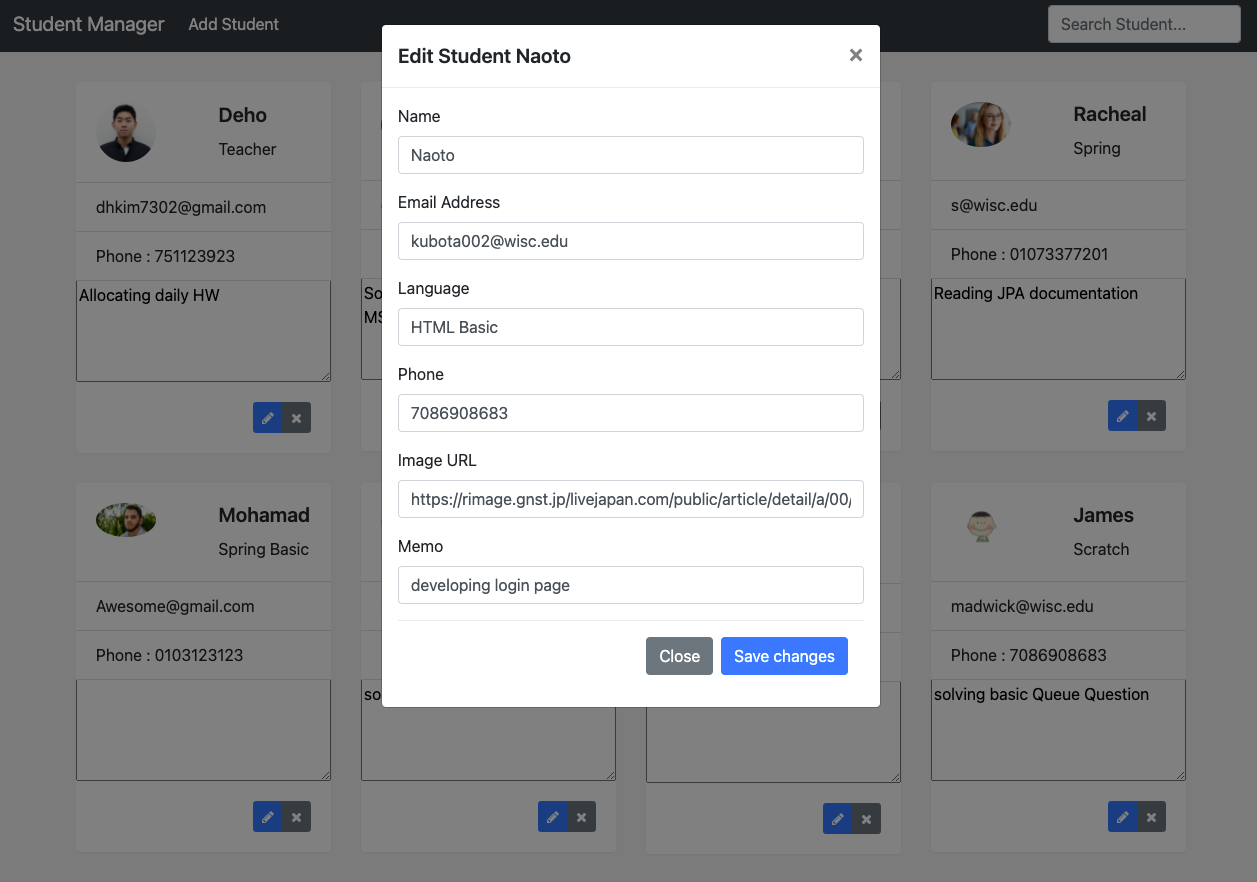 Student Manager
Add Student
Search Student...
Edit Student Naoto
×
Name
Naoto
Email Address
kubota002@wisc.edu
Language
HTML Basic
Phone
7086908683
Image URL
https://rimage.gnst.jp/livejapan.com/public/article/detail/a/00/
Memo
developing login page
Close
Save changes
Deho
Teacher
dhkim7302@gmail.com
Phone : 751123923
Allocating daily HW
So
MS
Racheal
Spring
s@wisc.edu
Phone : 01073377201
Reading JPA documentation
Mohamad
Spring Basic
Awesome@gmail.com
Phone : 0103123123
so
James
Scratch
madwick@wisc.edu
Phone : 7086908683
solving basic Queue Question